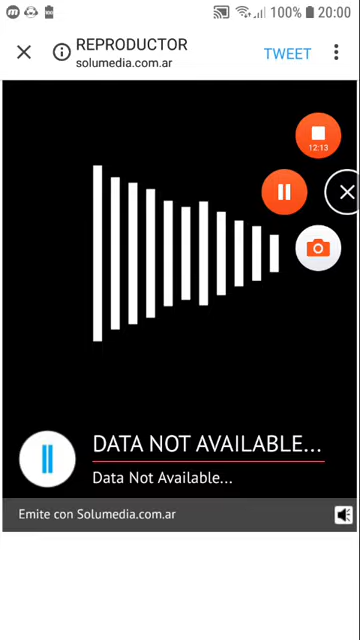 100% 20:00
REPRODUCTOR
solumedia.com.ar
TWEET
12:13
DATA NOT AVAILABLE...
Data Not Available...
Emite con Solumedia.com.ar